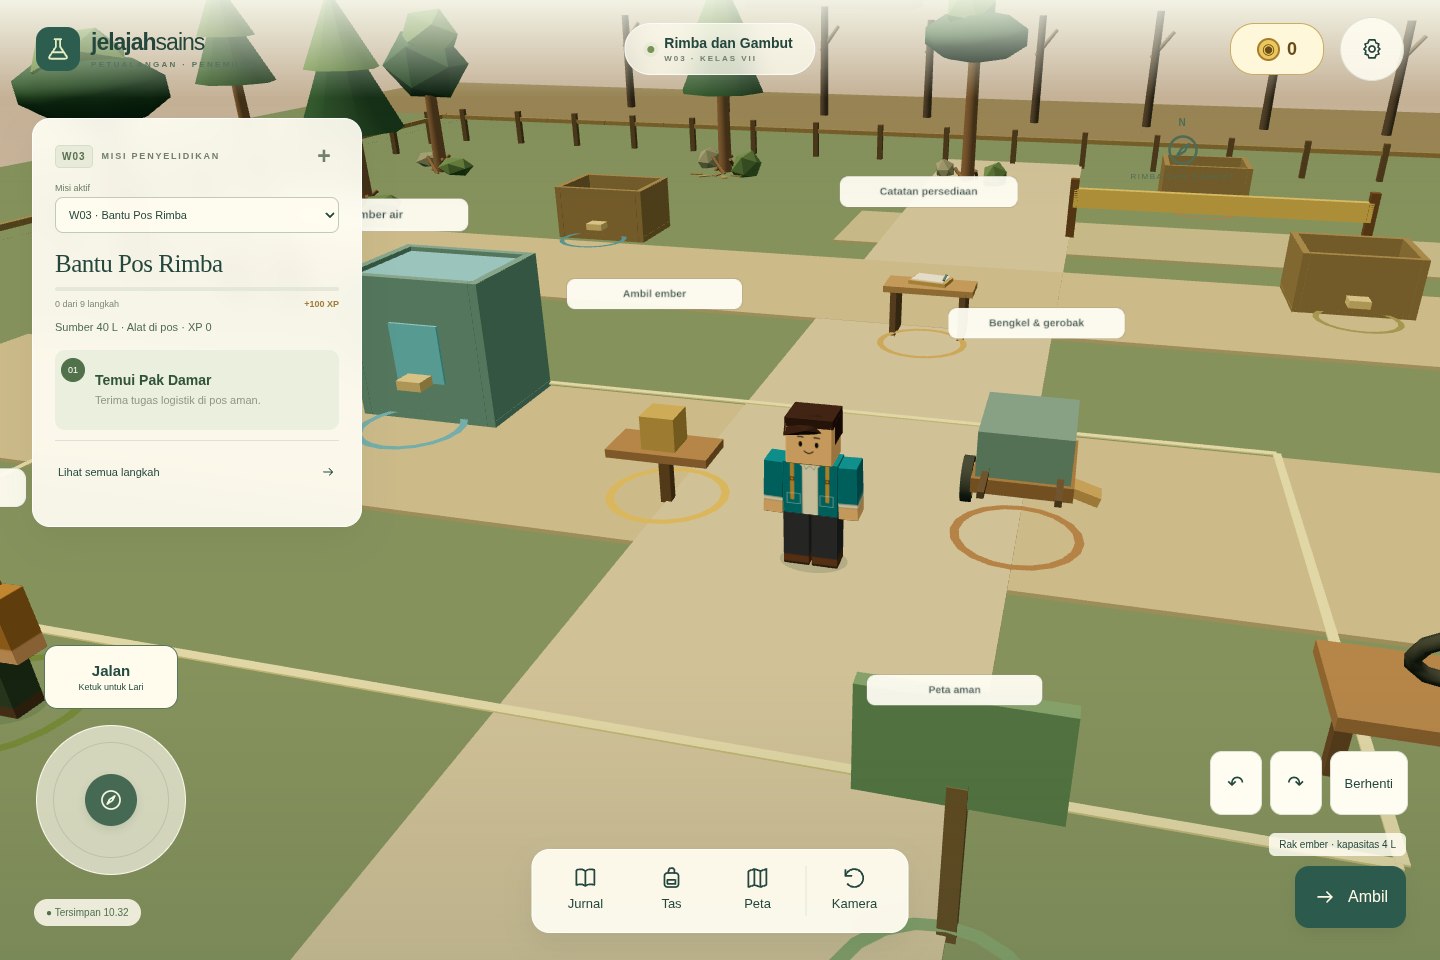 jelajahsains
Rimba dan Gambut
W03 · KELAS VII
0
N
W03 MISI PENYELIDIKAN
+
Misi aktif
W03 · Bantu Pos Rimba
Bantu Pos Rimba
0 dari 9 langkah
+100 XP
Sumber 40 L · Alat di pos · XP 0
01
Temui Pak Damar
Terima tugas logistik di pos aman.
Lihat semua langkah
mber air
Catatan persediaan
Ambil ember
Bengkel & gerobak
Peta aman
Jalan
Ketuk untuk Lari
Berhenti
Rak ember · kapasitas 4 L
Ambil
Jurnal
Tas
Peta
Kamera
Tersimpan 10.32